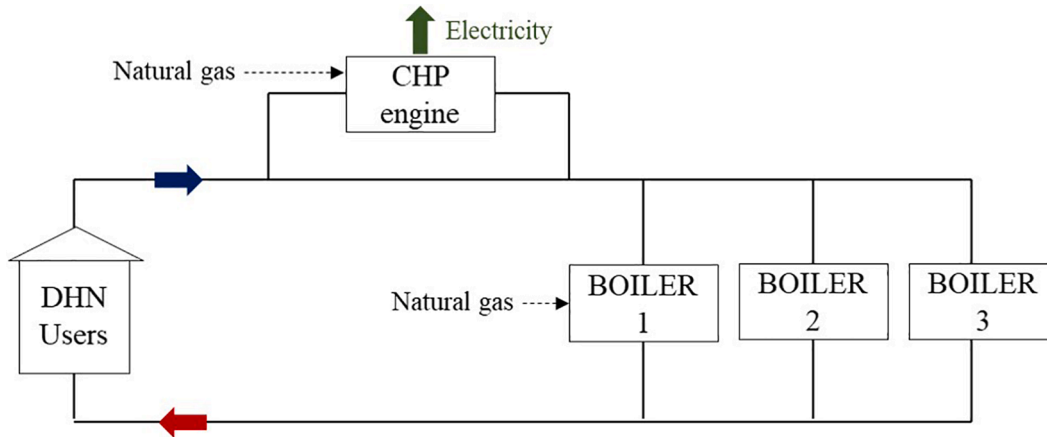 Electricity
Natural gas
CHP
engine
DHN
Users
Natural gas
BOILER
1
BOILER
2
BOILER
3